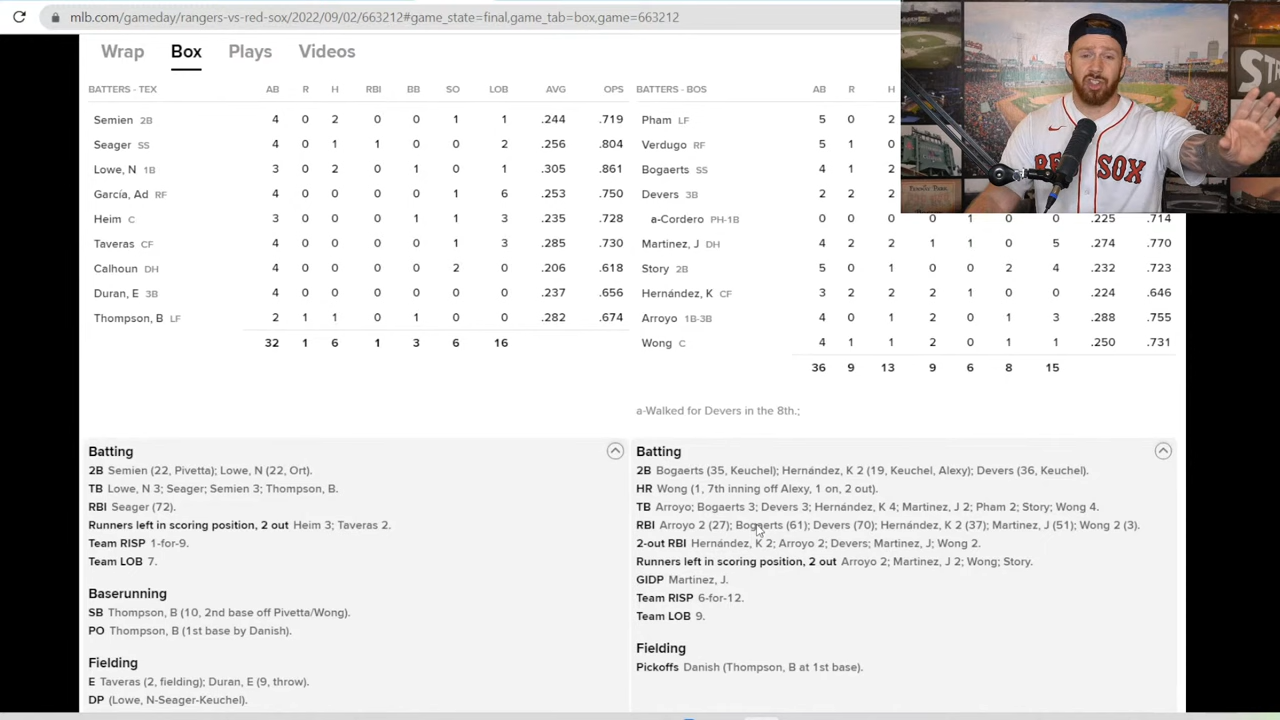 mlb.com/gameday/rangers-vs-red-sox/2022/09/02/663212#game_state=final,game_tab=box,game=663212
Wrap Box Plays Videos
BATTERS - TEX AB R H RBI BB SO LOB AVG OPS
Semien 2B 4 0 2 0 0 1 1 .244 .719
Seager SS 4 0 1 1 0 0 2 .256 .804
Lowe, N 1B 3 0 2 0 1 0 1 .305 .861
García, Ad RF 4 0 0 0 0 1 6 .253 .750
Heim C 3 0 0 0 1 1 3 .235 .728
Taveras CF 4 0 0 0 0 1 3 .285 .730
Calhoun DH 4 0 0 0 0 2 0 .206 .618
Duran, E 3B 4 0 0 0 0 0 0 .237 .656
Thompson, B LF 2 1 1 0 1 0 0 .282 .674
32 1 6 1 3 6 16
BATTERS - BOS AB R H
Pham LF 5 0 2
Verdugo RF 5 1 0
Bogaerts SS 4 1 2
Devers 3B 2 2 2
a-Cordero PH-1B 0 0 0 0 1 0 0 .225 .714
Martinez, J DH 4 2 2 1 1 0 5 .274 .770
Story 2B 5 0 1 0 0 2 4 .232 .723
Hernández, K CF 3 2 2 2 1 0 0 .224 .646
Arroyo 1B-3B 4 0 1 2 0 1 3 .288 .755
Wong C 4 1 1 2 0 1 1 .250 .731
36 9 13 9 6 8 15
a-Walked for Devers in the 8th.;
Batting
2B Semien (22, Pivetta); Lowe, N (22, Ort).
TB Lowe, N 3; Seager; Semien 3; Thompson, B.
RBI Seager (72).
Runners left in scoring position, 2 out Heim 3; Taveras 2.
Team RISP 1-for-9.
Team LOB 7.
Baserunning
SB Thompson, B (10, 2nd base off Pivetta/Wong).
PO Thompson, B (1st base by Danish).
Fielding
E Taveras (2, fielding); Duran, E (9, throw).
DP (Lowe, N-Seager-Keuchel).
Batting
2B Bogaerts (35, Keuchel); Hernández, K 2 (19, Keuchel, Alexy); Devers (36, Keuchel).
HR Wong (1, 7th inning off Alexy, 1 on, 2 out).
TB Arroyo; Bogaerts 3; Devers 3; Hernández, K 4; Martinez, J 2; Pham 2; Story; Wong 4.
RBI Arroyo 2 (27); Bogaerts (61); Devers (70); Hernández, K 2 (37); Martinez, J (51); Wong 2 (3).
2-out RBI Hernández, K 2; Arroyo 2; Devers; Martinez, J; Wong 2.
Runners left in scoring position, 2 out Arroyo 2; Martinez, J 2; Wong; Story.
GIDP Martinez, J.
Team RISP 6-for-12.
Team LOB 9.
Fielding
Pickoffs Danish (Thompson, B at 1st base).